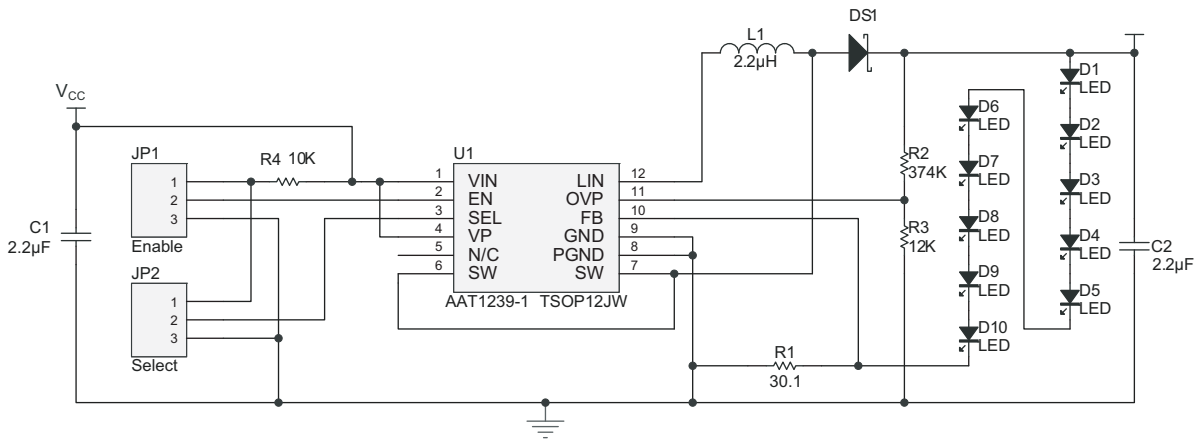 DS1
L1
2.2µH
VCC
JP1
1
2
3
Enable
R4 10K
U1
1 VIN LIN 12
2 EN OVP 11
3 SEL FB 10
4 VP GND 9
5 N/C PGND 8
6 SW SW 7
AAT1239-1 TSOP12JW
C1
2.2µF
JP2
1
2
3
Select
R2
374K
R3
12K
R1
30.1
D6
LED
D7
LED
D8
LED
D9
LED
D10
LED
D1
LED
D2
LED
D3
LED
D4
LED
D5
LED
C2
2.2µF